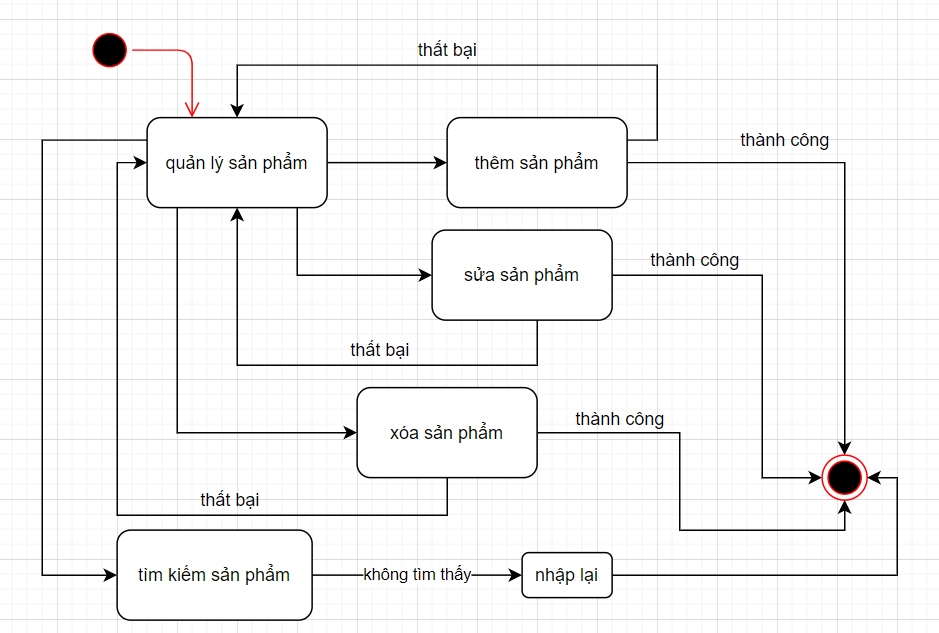 thất bại
thành công
quản lý sản phẩm
thêm sản phẩm
thành công
sửa sản phẩm
thất bại
thành công
xóa sản phẩm
thất bại
tìm kiếm sản phẩm
không tìm thấy
nhập lại